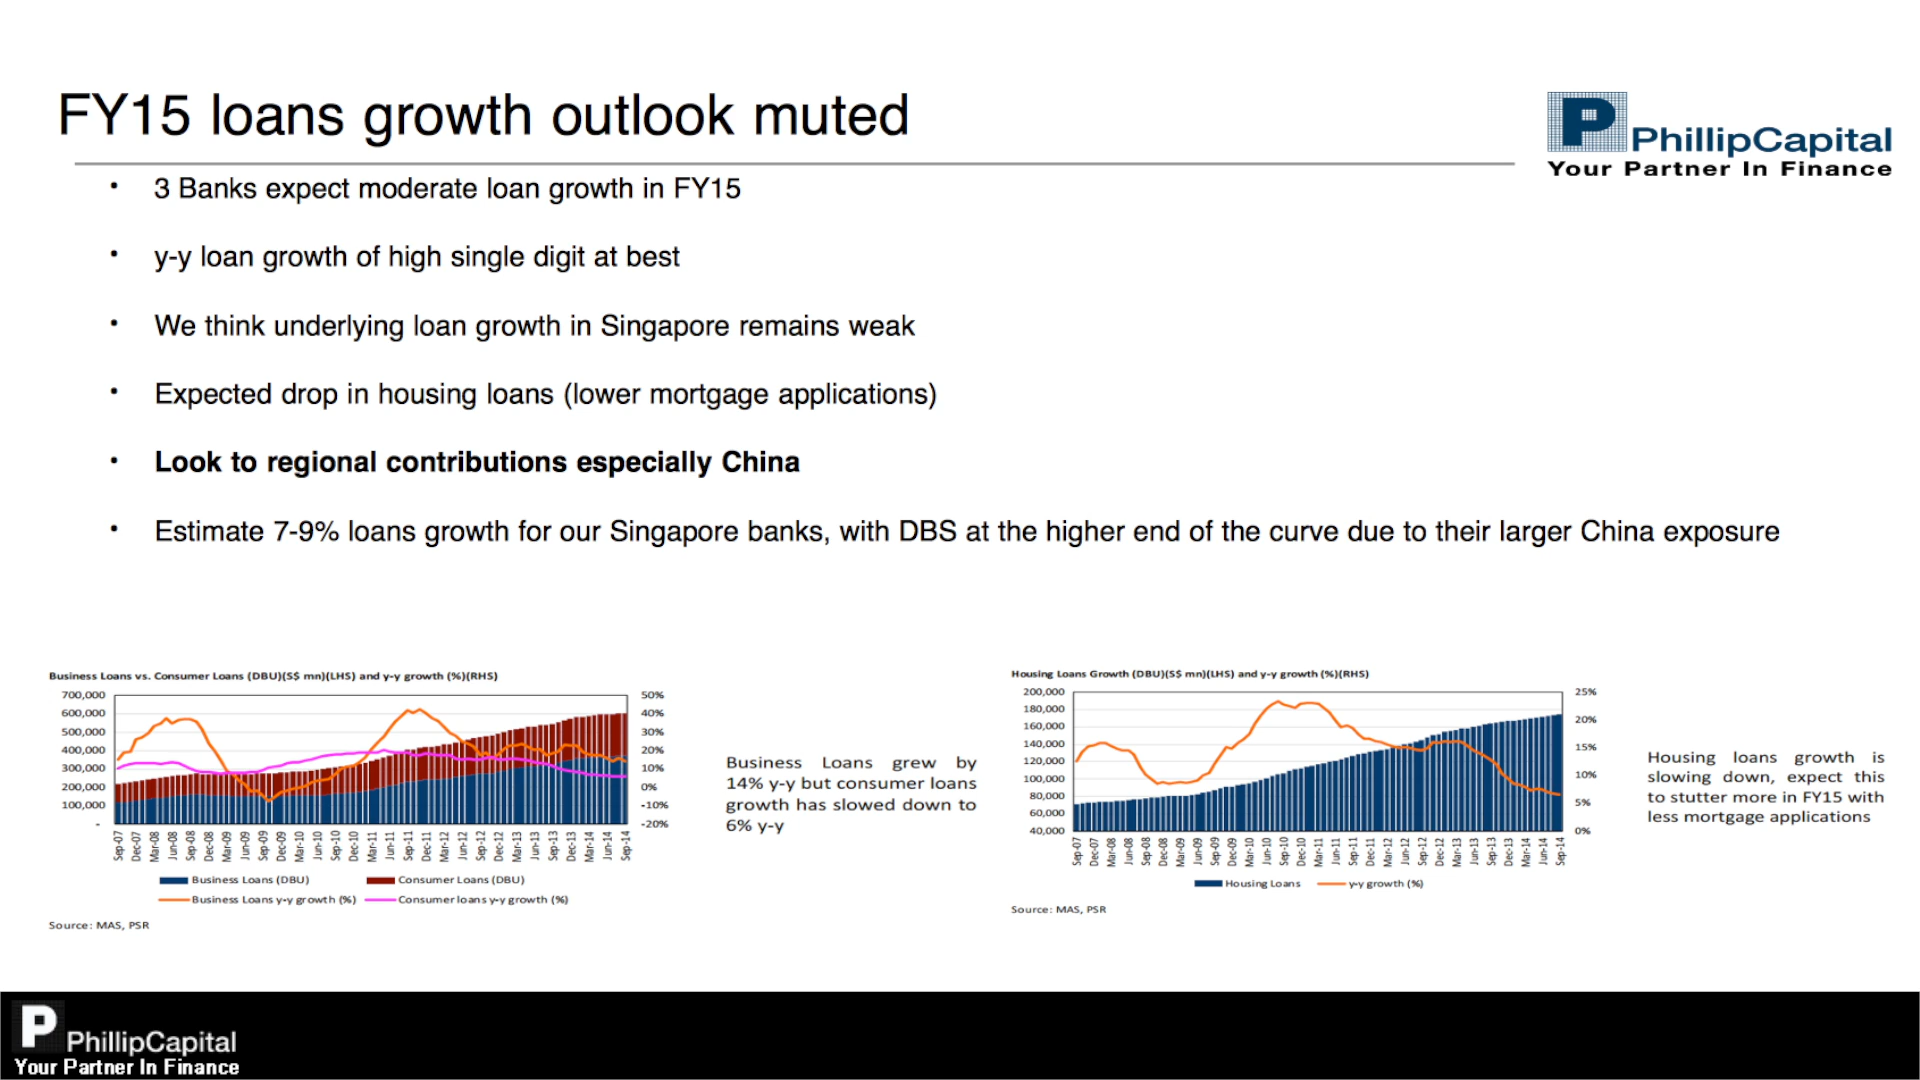 FY15 loans growth outlook muted
PhillipCapital
Your Partner In Finance
• 3 Banks expect moderate loan growth in FY15
• y-y loan growth of high single digit at best
• We think underlying loan growth in Singapore remains weak
• Expected drop in housing loans (lower mortgage applications)
• Look to regional contributions especially China
• Estimate 7-9% loans growth for our Singapore banks, with DBS at the higher end of the curve due to their larger China exposure
Business Loans vs. Consumer Loans (DBU)(S$ mn)(LHS) and y-y growth (%)(RHS)
700,000
600,000
500,000
400,000
300,000
200,000
100,000
-
50%
40%
30%
20%
10%
0%
-10%
-20%
Sep-07
Dec-07
Mar-08
Jun-08
Sep-08
Dec-08
Mar-09
Jun-09
Sep-09
Dec-09
Mar-10
Jun-10
Sep-10
Dec-10
Mar-11
Jun-11
Sep-11
Dec-11
Mar-12
Jun-12
Sep-12
Dec-12
Mar-13
Jun-13
Sep-13
Dec-13
Mar-14
Jun-14
Sep-14
Business Loans (DBU)
Consumer Loans (DBU)
Business Loans y-y growth (%)
Consumer loans y-y growth (%)
Source: MAS, PSR
Business Loans grew by
14% y-y but consumer loans
growth has slowed down to
6% y-y
Housing Loans Growth (DBU)(S$ mn)(LHS) and y-y growth (%)(RHS)
200,000
180,000
160,000
140,000
120,000
100,000
80,000
60,000
40,000
25%
20%
15%
10%
5%
0%
Sep-07
Dec-07
Mar-08
Jun-08
Sep-08
Dec-08
Mar-09
Jun-09
Sep-09
Dec-09
Mar-10
Jun-10
Sep-10
Dec-10
Mar-11
Jun-11
Sep-11
Dec-11
Mar-12
Jun-12
Sep-12
Dec-12
Mar-13
Jun-13
Sep-13
Dec-13
Mar-14
Jun-14
Sep-14
Housing Loans
y-y growth (%)
Source: MAS, PSR
Housing loans growth is
slowing down, expect this
to stutter more in FY15 with
less mortgage applications
PhillipCapital
Your Partner In Finance